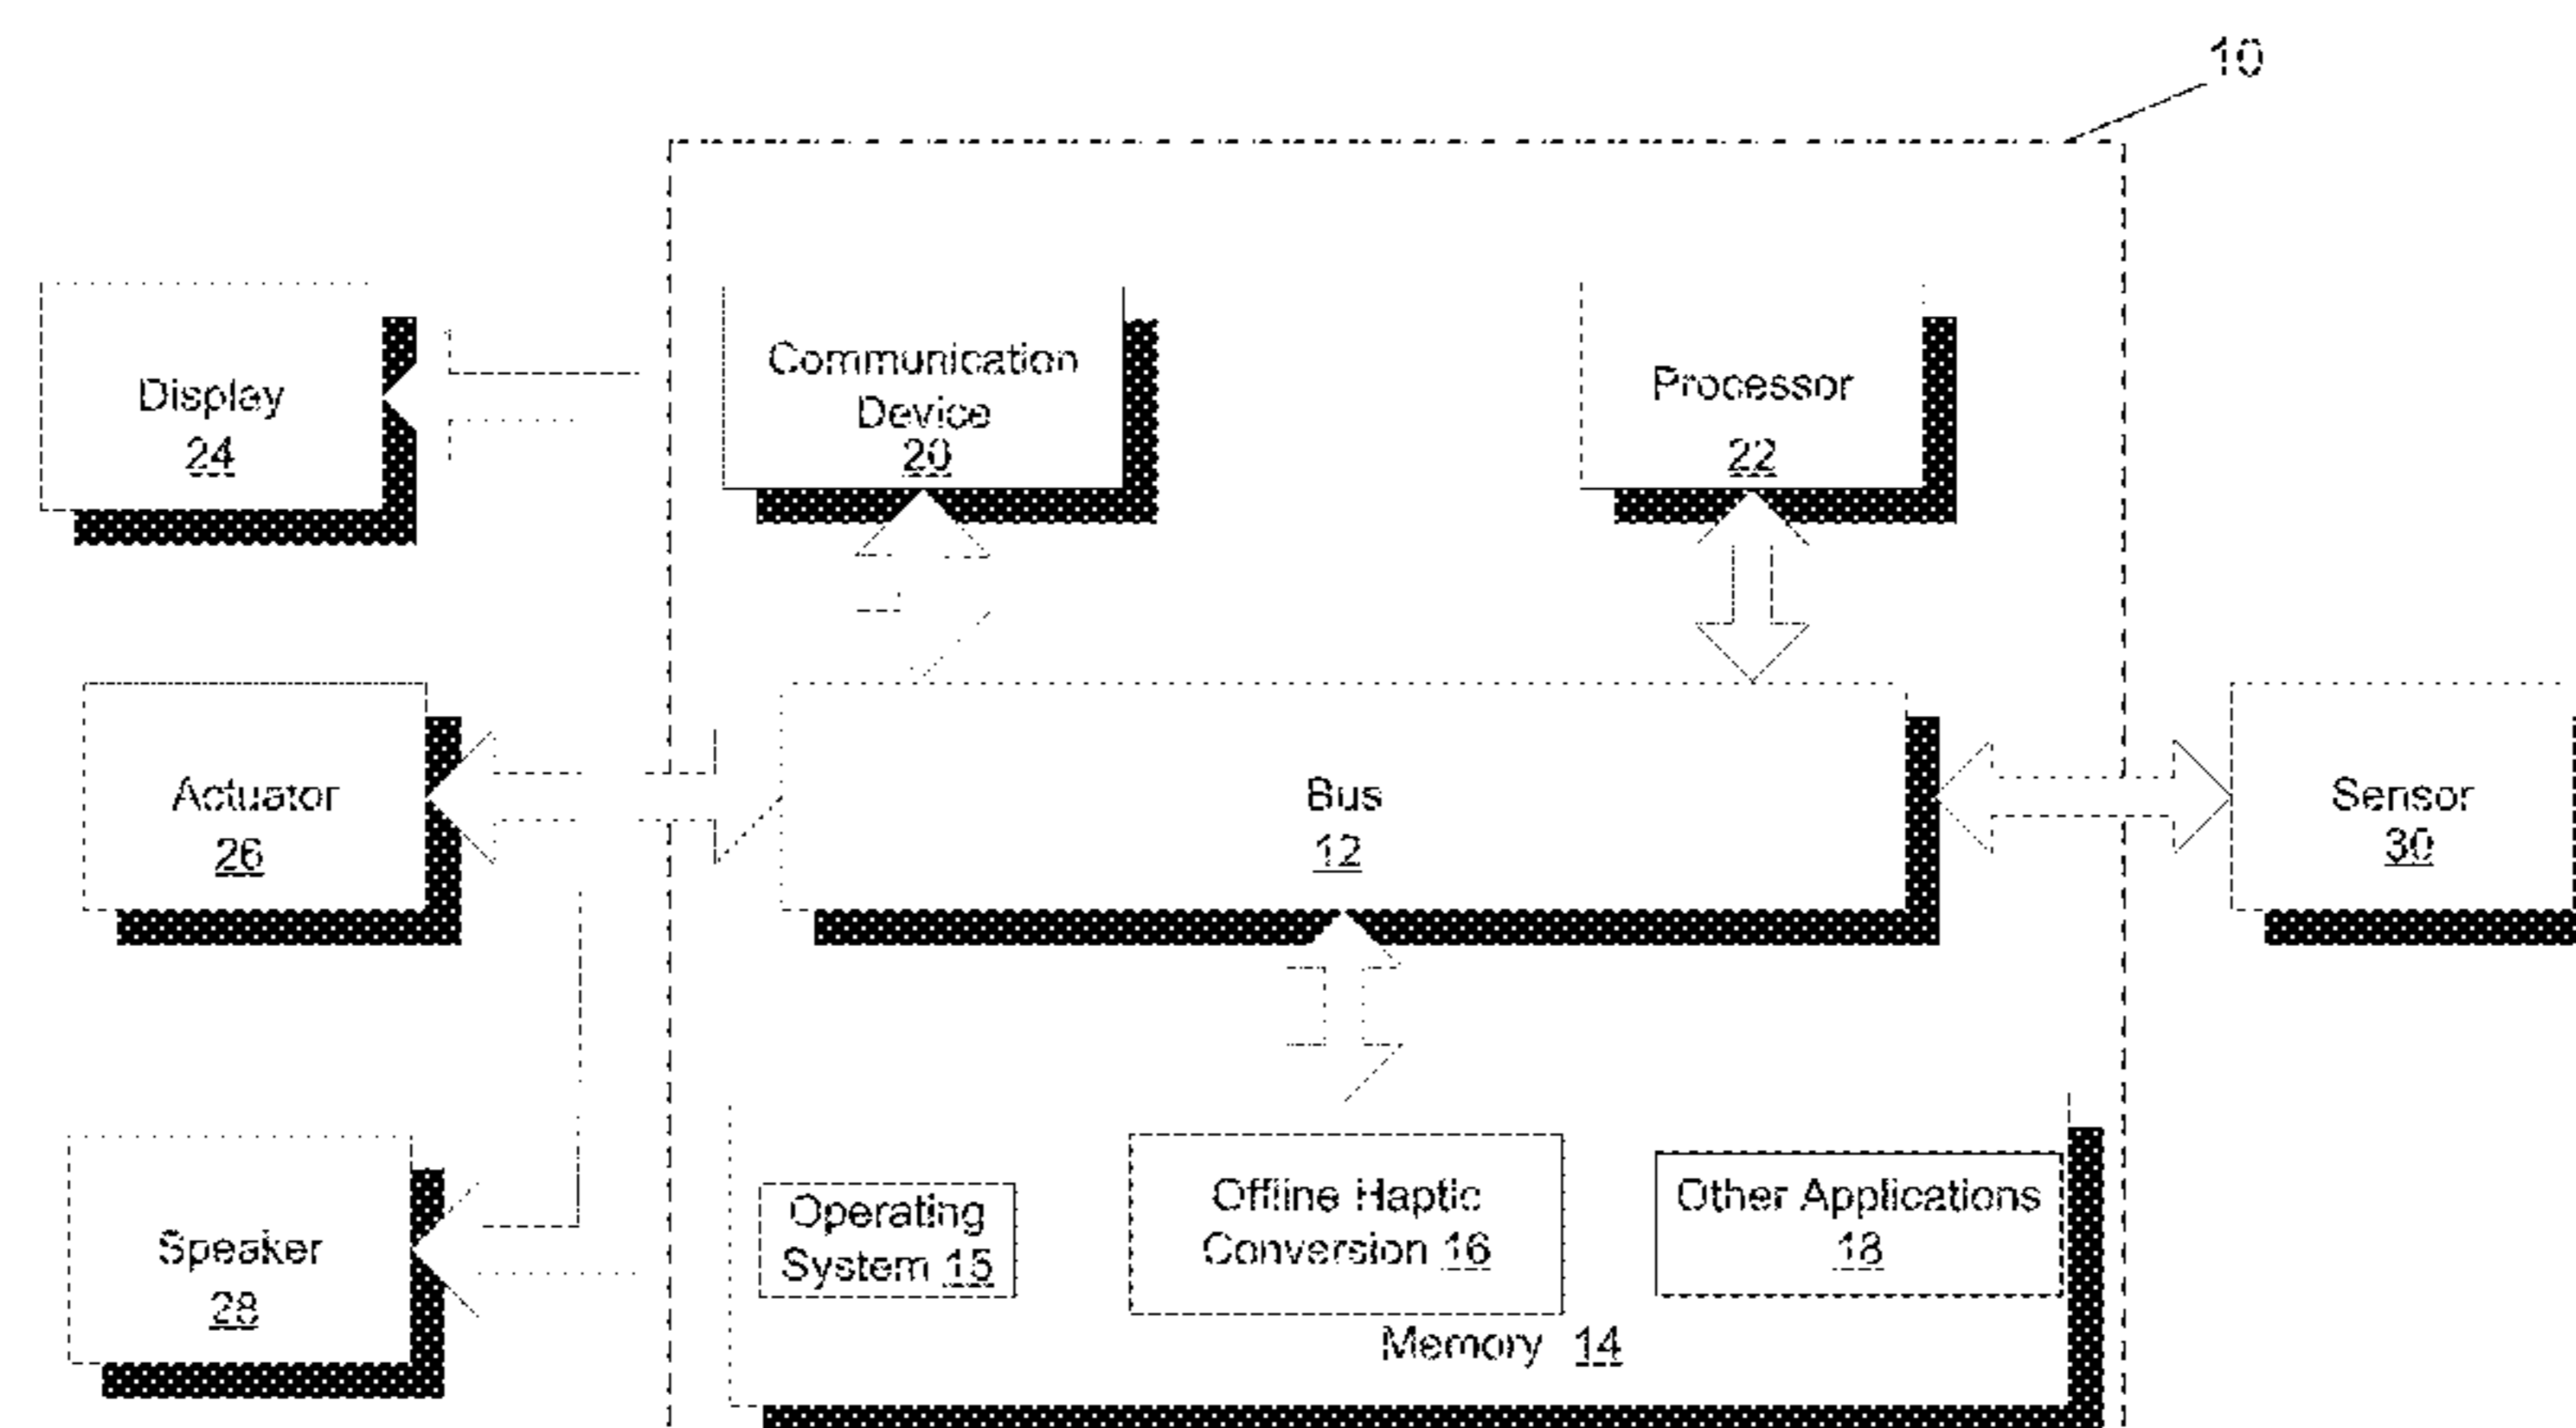 10
Display
24
Communication
Device
20
Processor
22
Actuator
26
Bus
12
Sensor
30
Speaker
28
Operating
System 15
Offline Haptic
Conversion 16
Other Applications
18
Memory 14